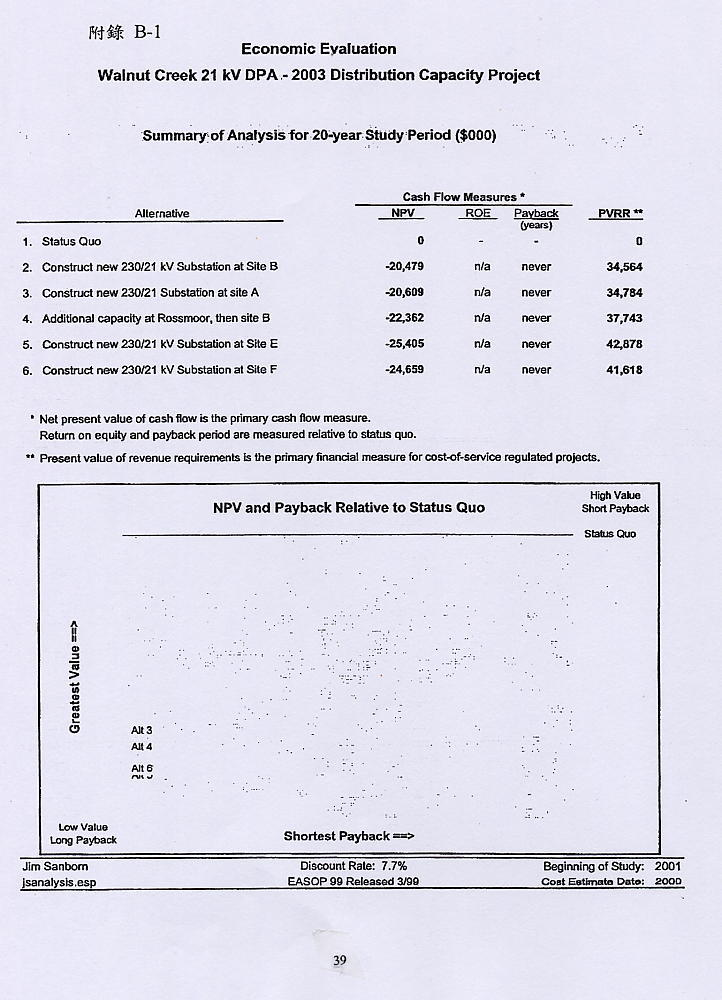 附錄 B-1
Economic Evaluation
Walnut Creek 21 kV DPA - 2003 Distribution Capacity Project
Summary of Analysis for 20-year Study Period ($000)
Cash Flow Measures *
Alternative NPV ROE Payback (years) PVRR **
1. Status Quo 0 - - 0
2. Construct new 230/21 kV Substation at Site B -20,479 n/a never 34,564
3. Construct new 230/21 Substation at site A -20,609 n/a never 34,784
4. Additional capacity at Rossmoor, then site B -22,362 n/a never 37,743
5. Construct new 230/21 kV Substation at Site E -25,405 n/a never 42,878
6. Construct new 230/21 kV Substation at Site F -24,659 n/a never 41,618
* Net present value of cash flow is the primary cash flow measure.
Return on equity and payback period are measured relative to status quo.
** Present value of revenue requirements is the primary financial measure for cost-of-service regulated projects.
NPV and Payback Relative to Status Quo
High Value
Short Payback
Status Quo
Greatest Value ==>
Alt 3
Alt 4
Alt 6
Low Value
Long Payback
Shortest Payback ==>
Jim Sanborn Discount Rate: 7.7% Beginning of Study: 2001
jsanalysis.esp EASOP 99 Released 3/99 Cost Estimate Date: 2000
39